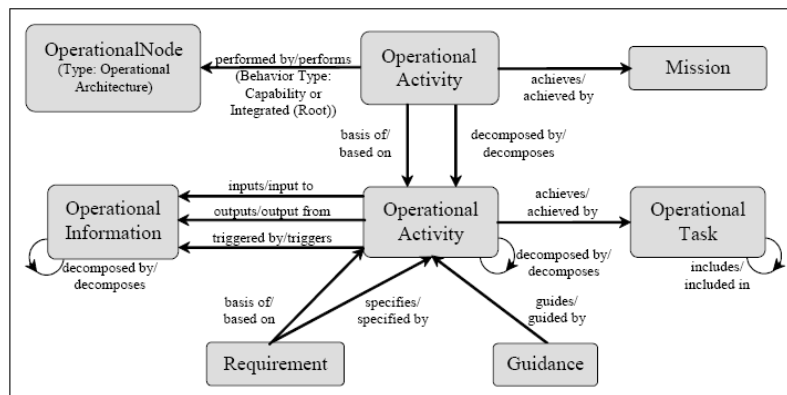 OperationalNode
(Type: Operational
Architecture)
performed by/performs
(Behavior Type:
Capability or
Integrated (Root))
Operational
Activity
achieves/
achieved by
Mission
basis of/
based on
decomposed by/
decomposes
Operational
Information
inputs/input to
outputs/output from
triggered by/triggers
Operational
Activity
achieves/
achieved by
Operational
Task
decomposed by/
decomposes
decomposed by/
decomposes
includes/
included in
basis of/
based on
specifies/
specified by
guides/
guided by
Requirement
Guidance